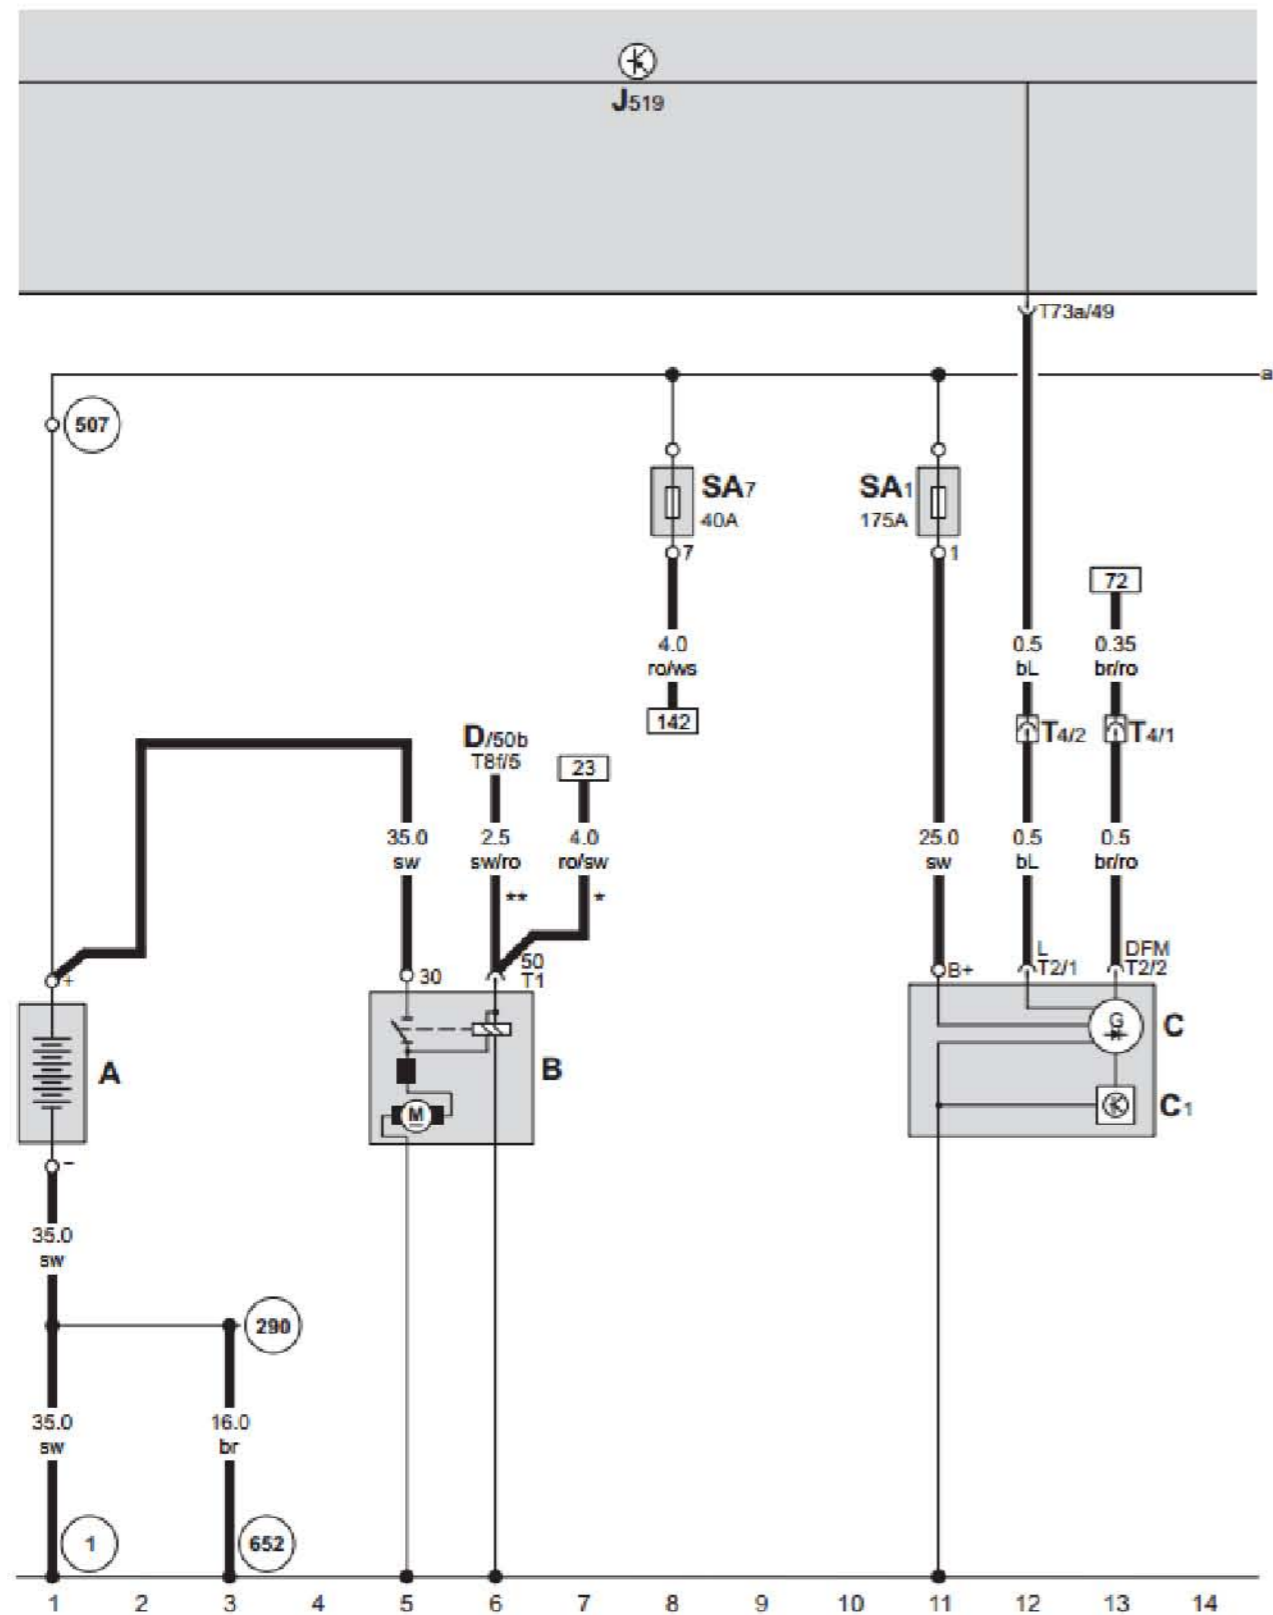 J519
T73a/49
a
507
SA7
40A
7
SA1
175A
1
72
4.0
ro/ws
0.5
bL
0.35
br/ro
142
T4/2
T4/1
D/50b
T8f/5
23
35.0
sw
2.5
sw/ro
4.0
ro/sw
25.0
sw
0.5
bL
0.5
br/ro
**
*
+
30
50
T1
B+
L
T2/1
DFM
T2/2
A
B
M
G
C
C1
−
35.0
sw
290
35.0
sw
16.0
br
1
652
1 2 3 4 5 6 7 8 9 10 11 12 13 14